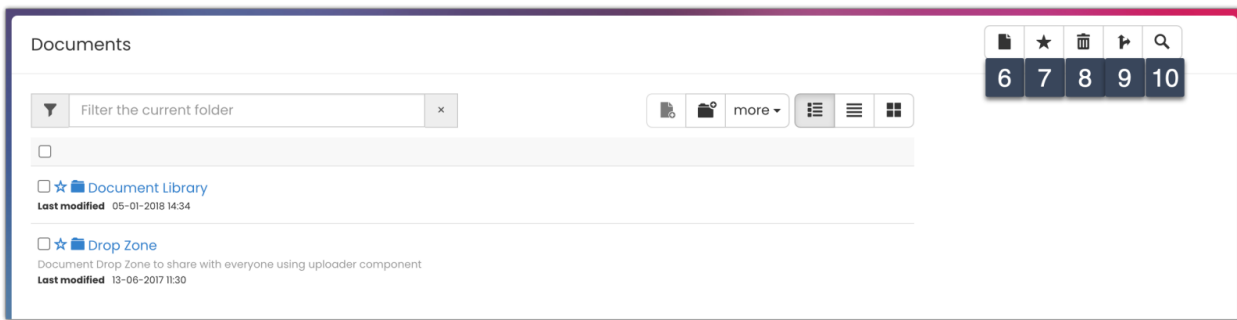 Documents
6 7 8 9 10
Filter the current folder ×
more
Document Library
Last modified 05-01-2018 14:34
Drop Zone
Document Drop Zone to share with everyone using uploader component
Last modified 13-06-2017 11:30